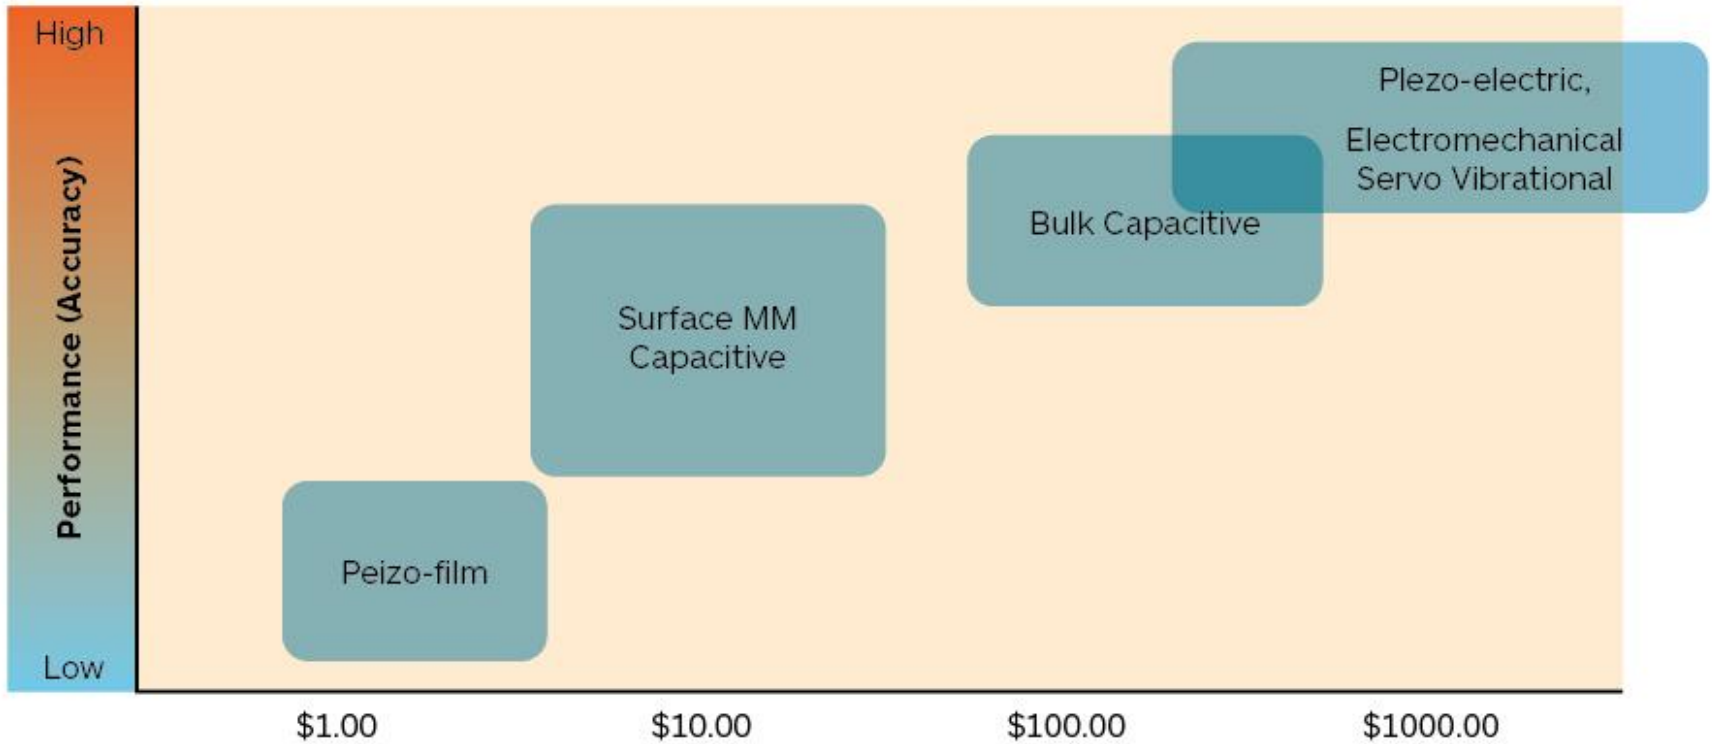 High
Performance (Accuracy)
Low
Plezo-electric,
Electromechanical
Servo Vibrational
Bulk Capacitive
Surface MM
Capacitive
Peizo-film
$1.00
$10.00
$100.00
$1000.00